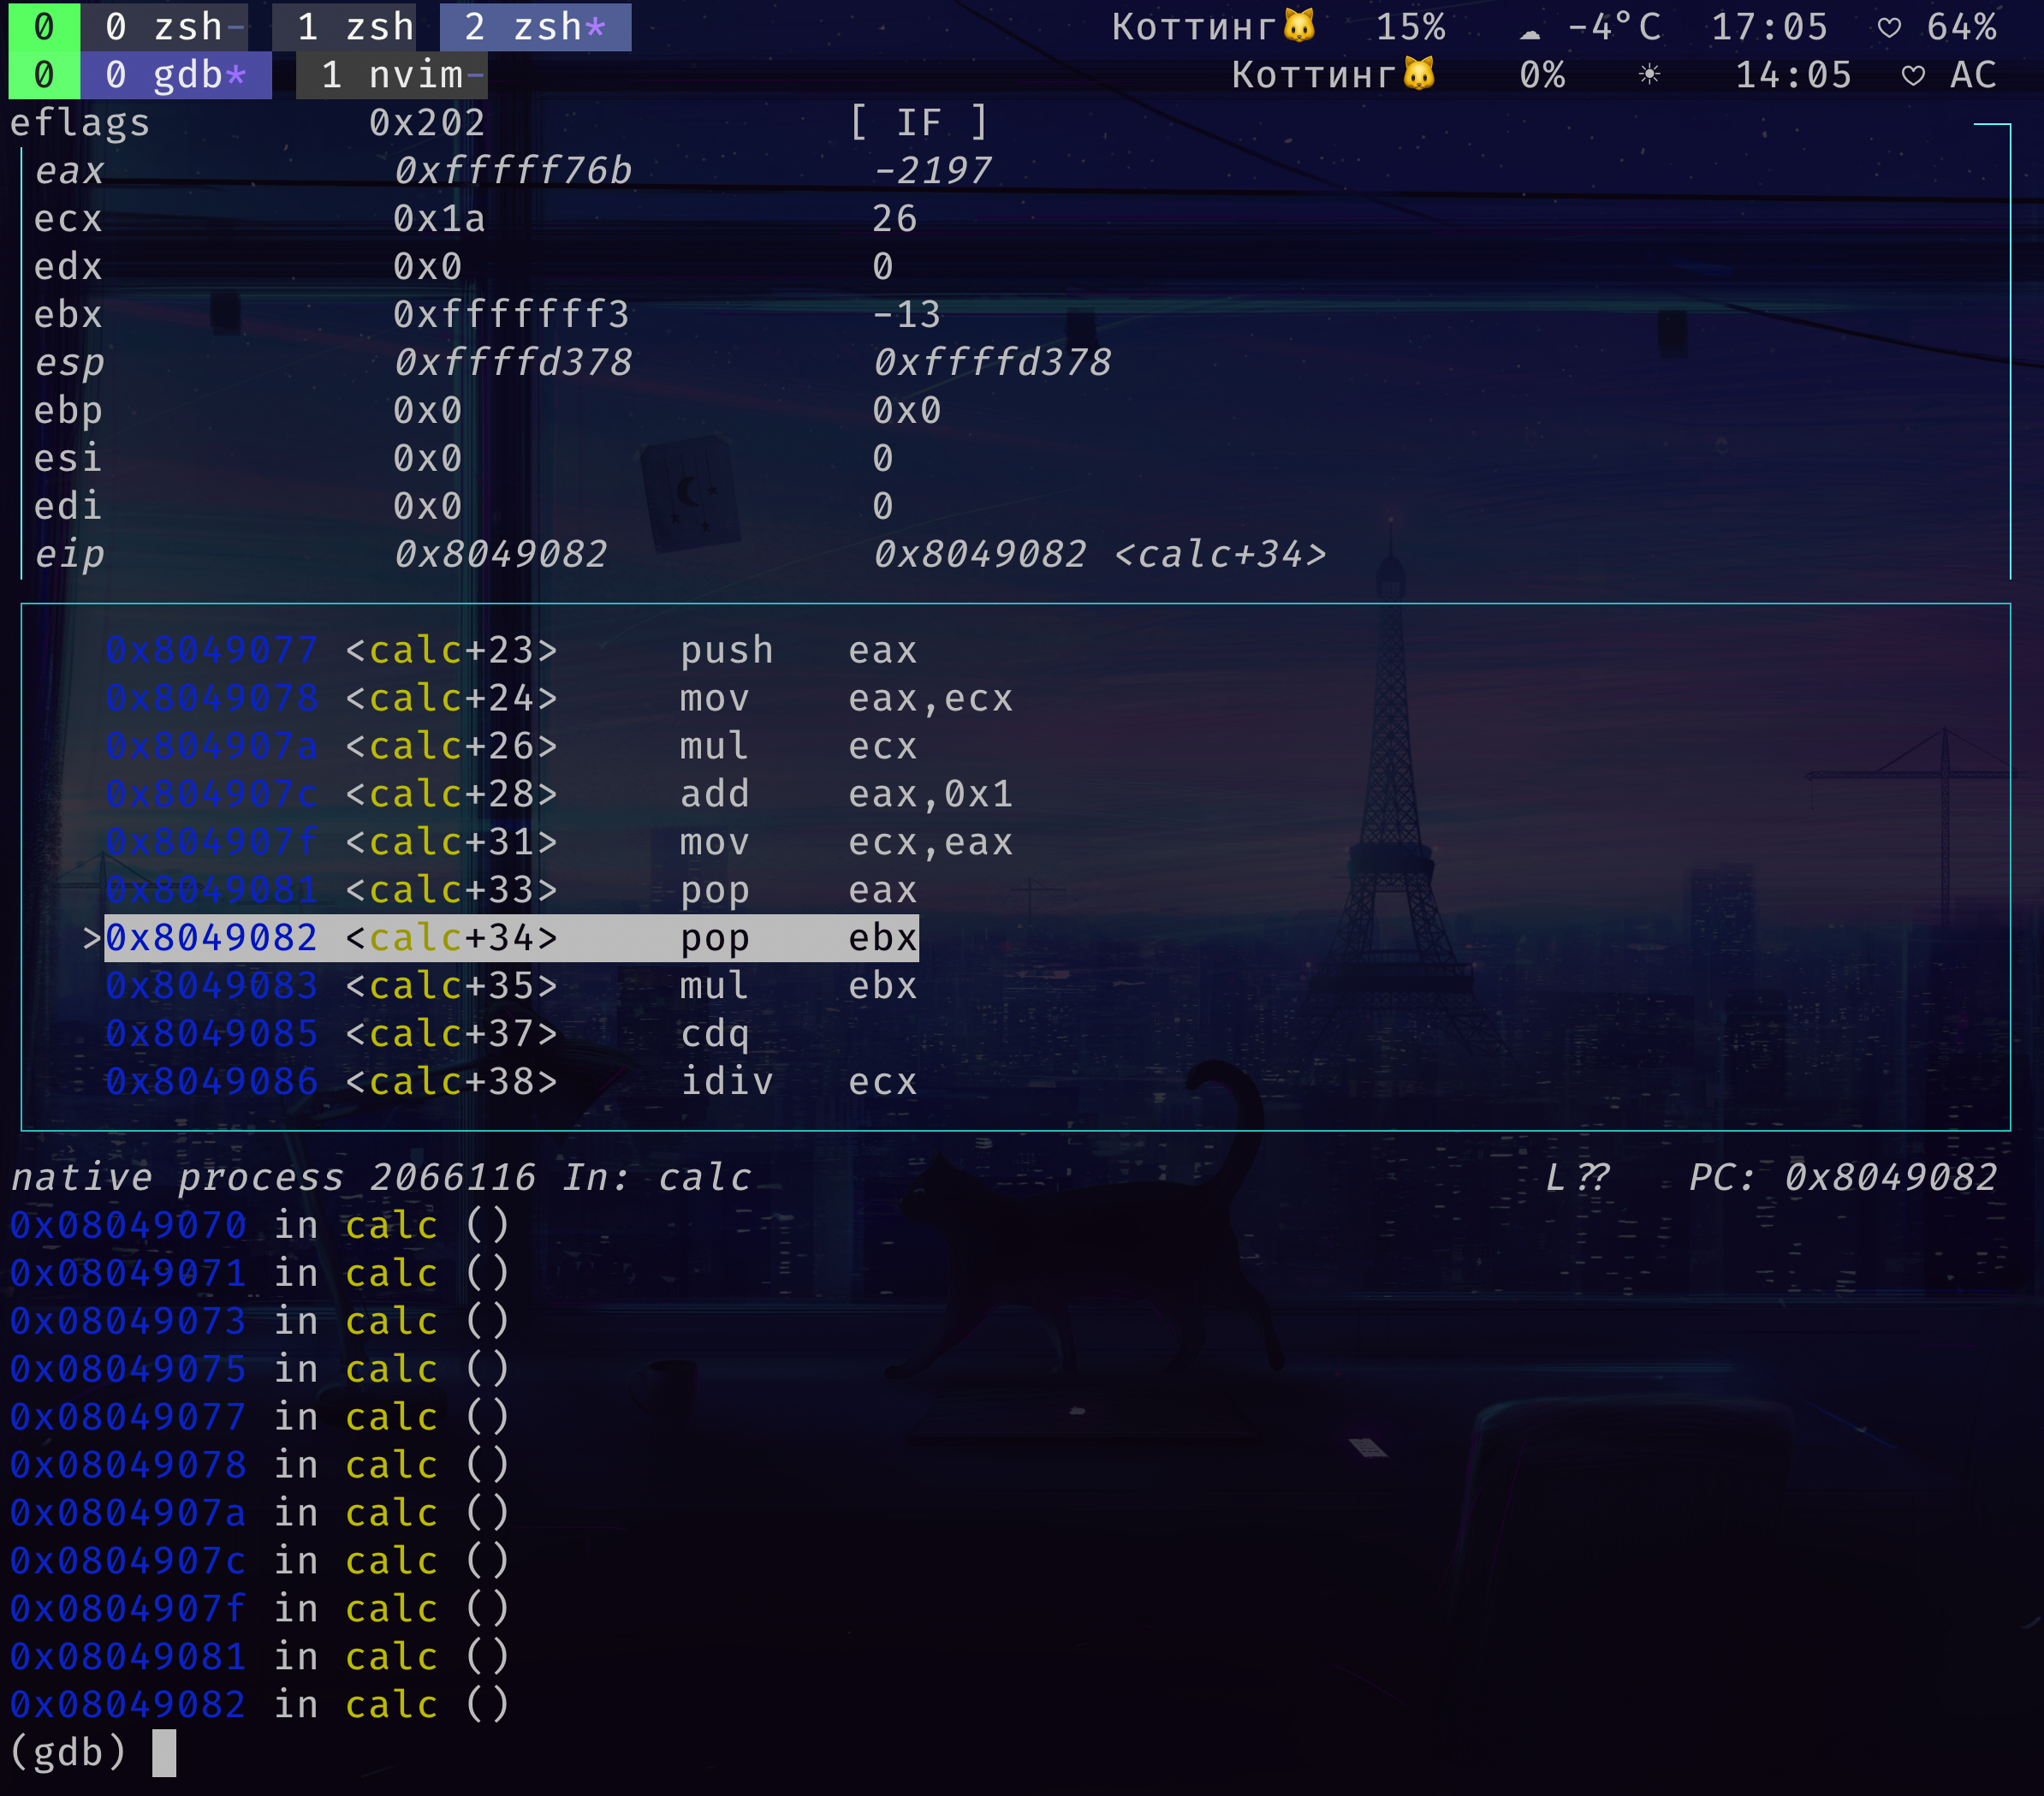 0 0 zsh- 1 zsh 2 zsh* Коттинг🐱 15% ☁ -4°C 17:05 ♡ 64%
0 0 gdb* 1 nvim- Коттинг🐱 0% ☀ 14:05 ♡ AC
eflags 0x202 [ IF ]
eax 0xfffff76b -2197
ecx 0x1a 26
edx 0x0 0
ebx 0xfffffff3 -13
esp 0xffffd378 0xffffd378
ebp 0x0 0x0
esi 0x0 0
edi 0x0 0
eip 0x8049082 0x8049082 <calc+34>
0x8049077 <calc+23> push eax
0x8049078 <calc+24> mov eax,ecx
0x804907a <calc+26> mul ecx
0x804907c <calc+28> add eax,0x1
0x804907f <calc+31> mov ecx,eax
0x8049081 <calc+33> pop eax
>0x8049082 <calc+34> pop ebx
0x8049083 <calc+35> mul ebx
0x8049085 <calc+37> cdq
0x8049086 <calc+38> idiv ecx
native process 2066116 In: calc L?? PC: 0x8049082
0x08049070 in calc ()
0x08049071 in calc ()
0x08049073 in calc ()
0x08049075 in calc ()
0x08049077 in calc ()
0x08049078 in calc ()
0x0804907a in calc ()
0x0804907c in calc ()
0x0804907f in calc ()
0x08049081 in calc ()
0x08049082 in calc ()
(gdb)